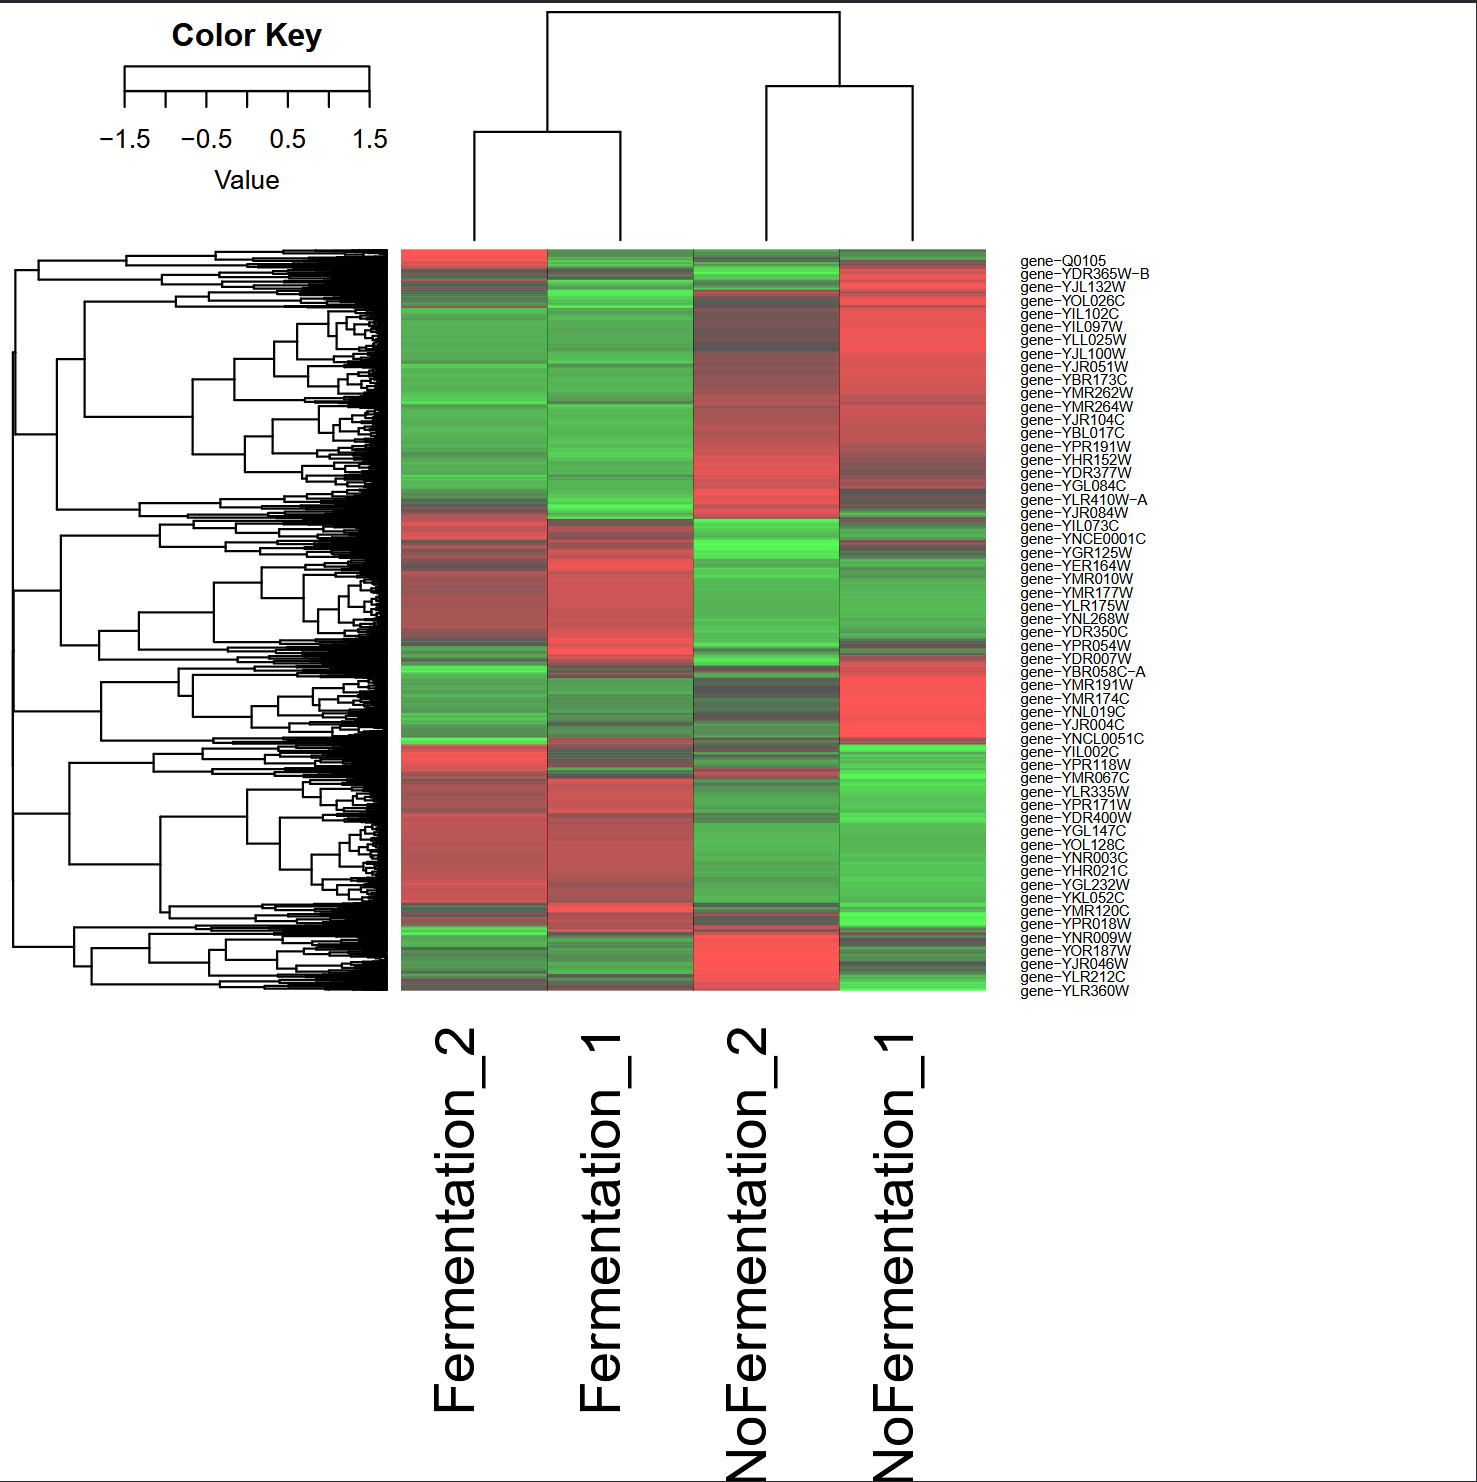 Color Key
−1.5 −0.5 0.5 1.5
Value
gene−Q0105
gene−YDR365W−B
gene−YJL132W
gene−YOL026C
gene−YIL102C
gene−YIL097W
gene−YLL025W
gene−YJL100W
gene−YJR051W
gene−YBR173C
gene−YMR262W
gene−YMR264W
gene−YJR104C
gene−YBL017C
gene−YPR191W
gene−YHR152W
gene−YDR377W
gene−YGL084C
gene−YLR410W−A
gene−YJR084W
gene−YIL073C
gene−YNCE0001C
gene−YGR125W
gene−YER164W
gene−YMR010W
gene−YMR177W
gene−YLR175W
gene−YNL268W
gene−YDR350C
gene−YPR054W
gene−YDR007W
gene−YBR058C−A
gene−YMR191W
gene−YMR174C
gene−YNL019C
gene−YJR004C
gene−YNCL0051C
gene−YIL002C
gene−YPR118W
gene−YMR067C
gene−YLR335W
gene−YPR171W
gene−YDR400W
gene−YGL147C
gene−YOL128C
gene−YNR003C
gene−YHR021C
gene−YGL232W
gene−YKL052C
gene−YMR120C
gene−YPR018W
gene−YNR009W
gene−YOR187W
gene−YJR046W
gene−YLR212C
gene−YLR360W
Fermentation_2
Fermentation_1
NoFermentation_2
NoFermentation_1